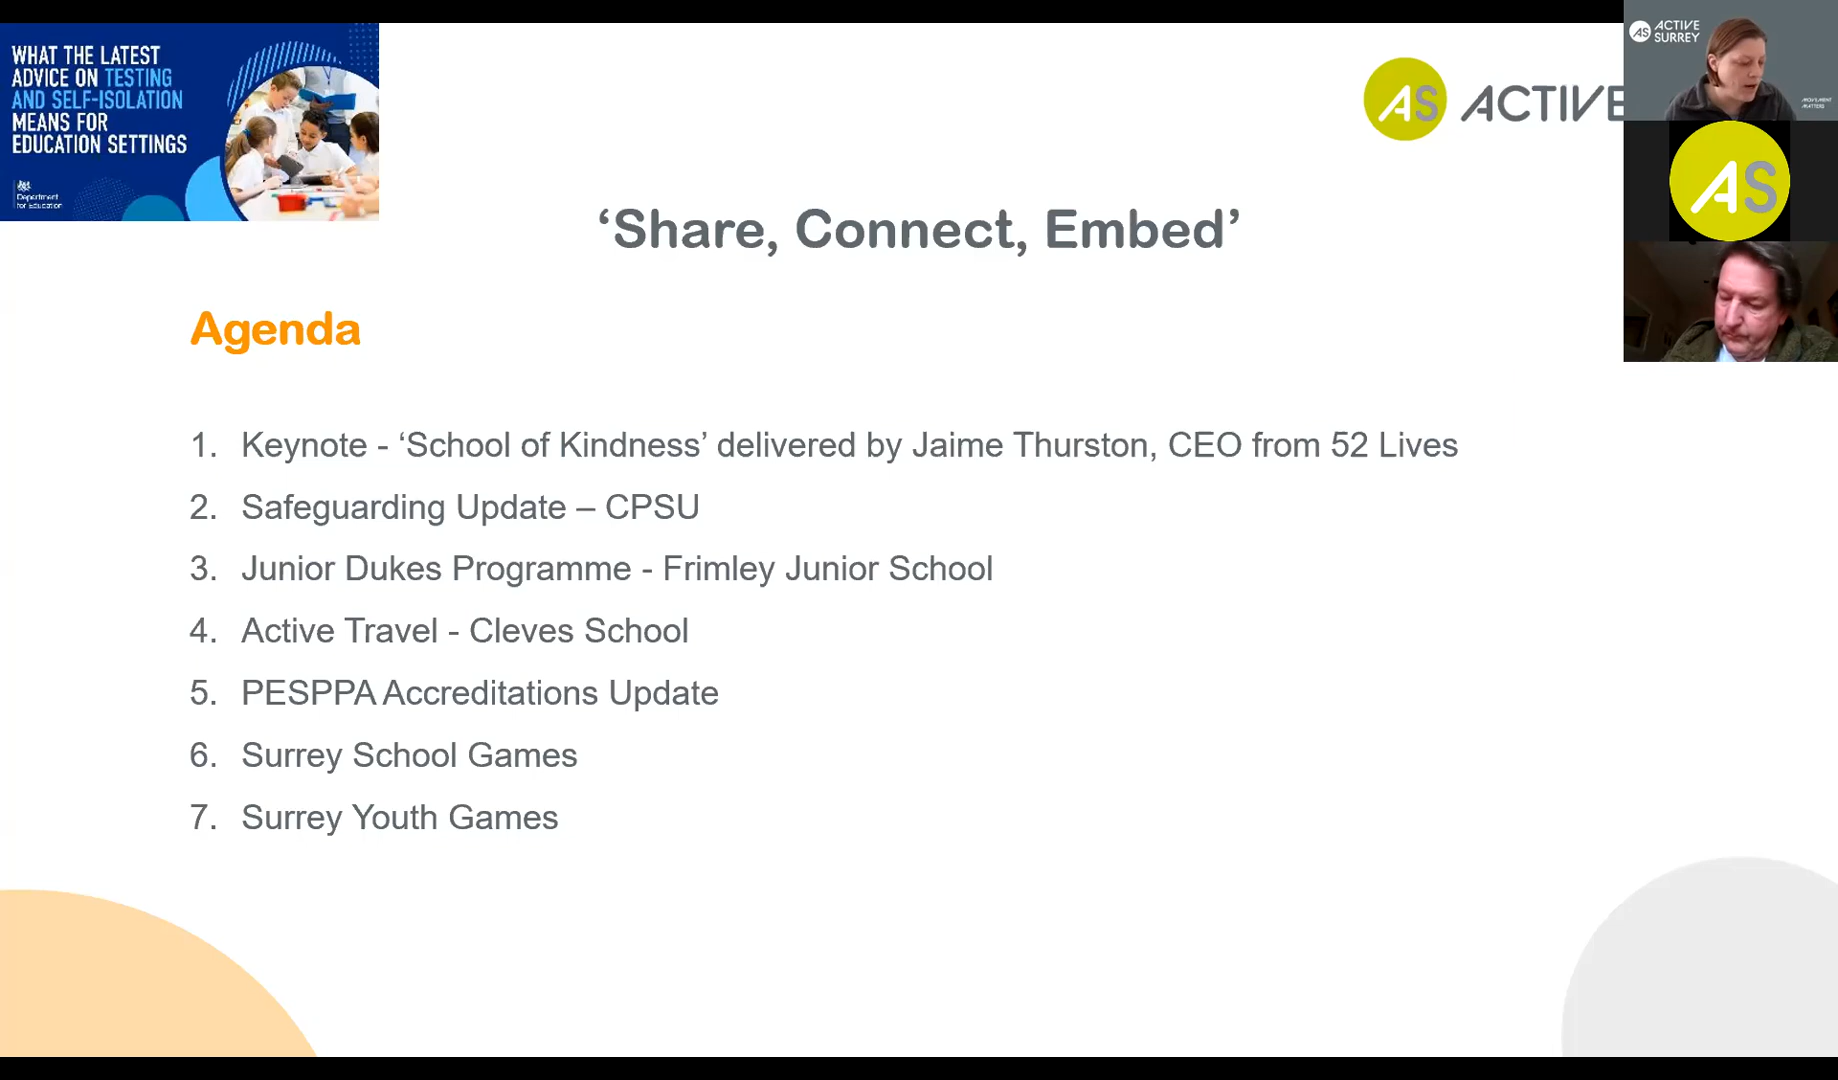 WHAT THE LATEST
ADVICE ON TESTING
AND SELF-ISOLATION
MEANS FOR
EDUCATION SETTINGS
Department
for Education
AS ACTIVE
AS ACTIVE
SURREY
MOVEMENT
MATTERS
AS
‘Share, Connect, Embed’
Agenda
1. Keynote - ‘School of Kindness’ delivered by Jaime Thurston, CEO from 52 Lives
2. Safeguarding Update – CPSU
3. Junior Dukes Programme - Frimley Junior School
4. Active Travel - Cleves School
5. PESPPA Accreditations Update
6. Surrey School Games
7. Surrey Youth Games